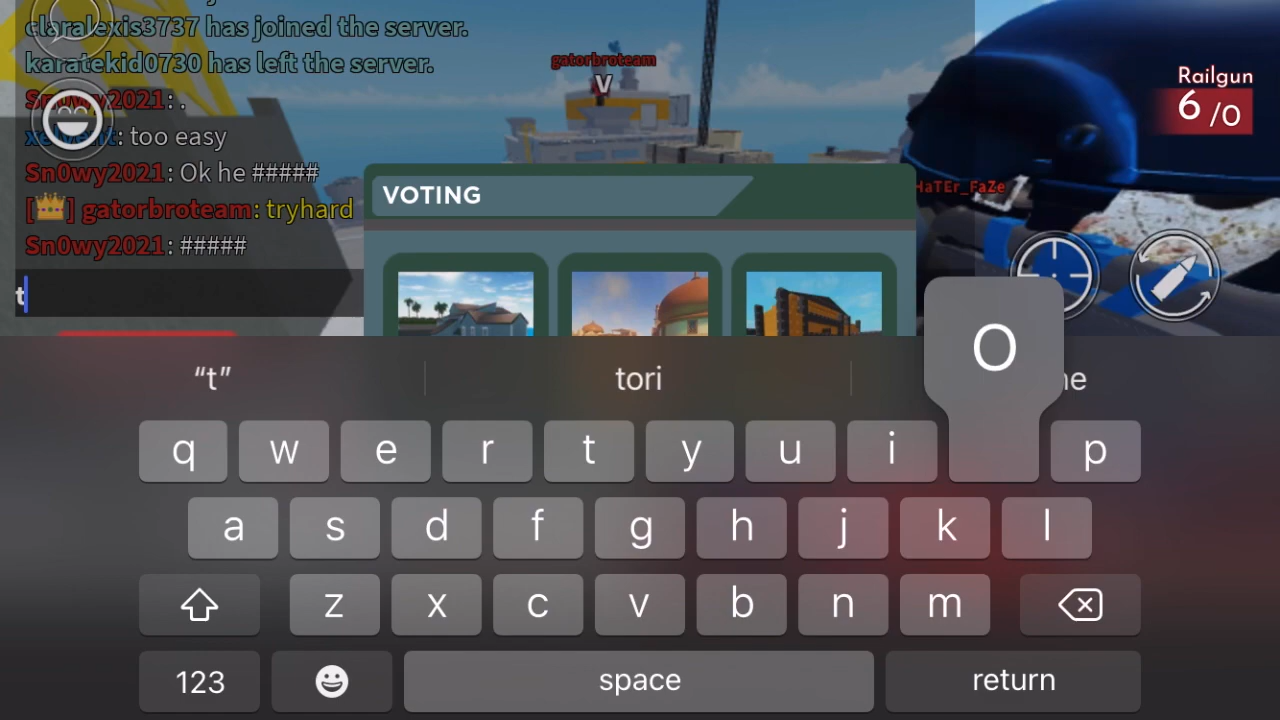 claralexis3737 has joined the server.
karatekid0730 has left the server.
Sn0wy2021: .
: too easy
Sn0wy2021: Ok he #####
[👑] gatorbroteam: tryhard
Sn0wy2021: #####
t
gatorbroteam
V
Railgun
6 /0
HaTEr_FaZe
VOTING
“t”
tori
O
q w e r t y u i p
a s d f g h j k l
z x c v b n m
123
space
return